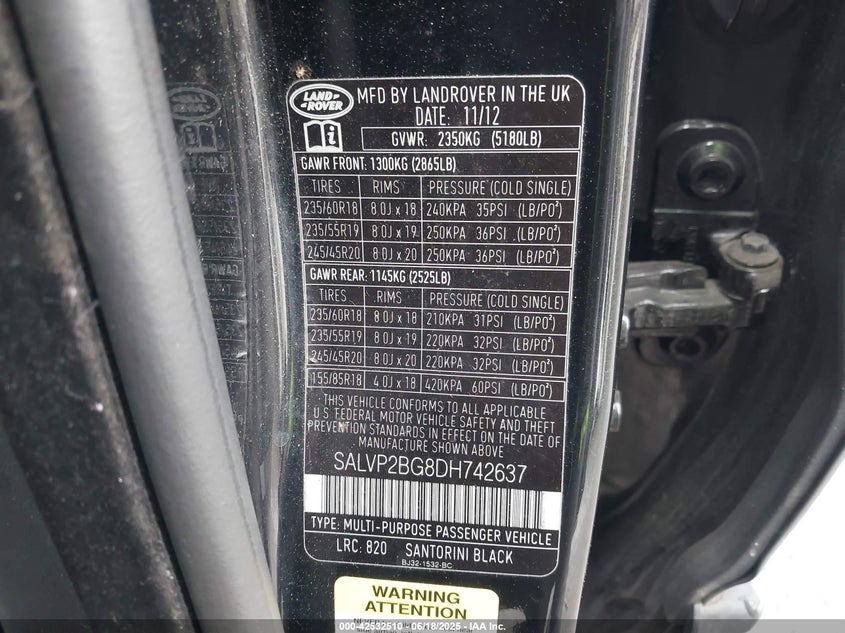 LAND-
-ROVER
MFD BY LANDROVER IN THE UK
DATE: 11/12
GVWR: 2350KG (5180LB)
GAWR FRONT: 1300KG (2865LB)
TIRES RIMS PRESSURE (COLD SINGLE)
235/60R18 8.0J x 18 240KPA 35PSI (LB/PO²)
235/55R19 8.0J x 19 250KPA 36PSI (LB/PO²)
245/45R20 8.0J x 20 250KPA 36PSI (LB/PO²)
GAWR REAR: 1145KG (2525LB)
TIRES RIMS PRESSURE (COLD SINGLE)
235/60R18 8.0J x 18 210KPA 31PSI (LB/PO²)
235/55R19 8.0J x 19 220KPA 32PSI (LB/PO²)
245/45R20 8.0J x 20 220KPA 32PSI (LB/PO²)
155/85R18 4.0J x 18 420KPA 60PSI (LB/PO²)
THIS VEHICLE CONFORMS TO ALL APPLICABLE
U.S. FEDERAL MOTOR VEHICLE SAFETY AND THEFT
PREVENTION STANDARDS IN EFFECT ON THE DATE OF
MANUFACTURE SHOWN ABOVE
SALVP2BG8DH742637
TYPE: MULTI-PURPOSE PASSENGER VEHICLE
LRC: 820 SANTORINI BLACK
BJ32-1532-BC
WARNING
ATTENTION
000-42532510 - 06/18/2025 - IAA Inc.